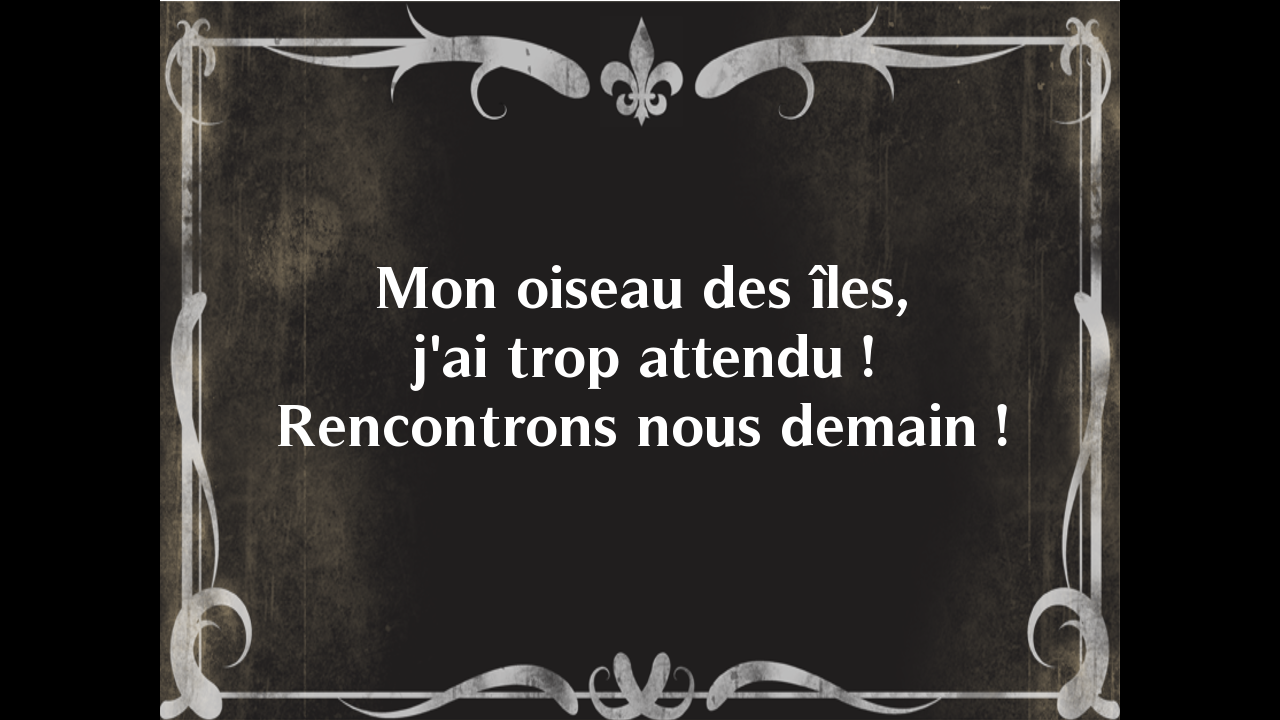 Mon oiseau des îles,
j'ai trop attendu !
Rencontrons nous demain !